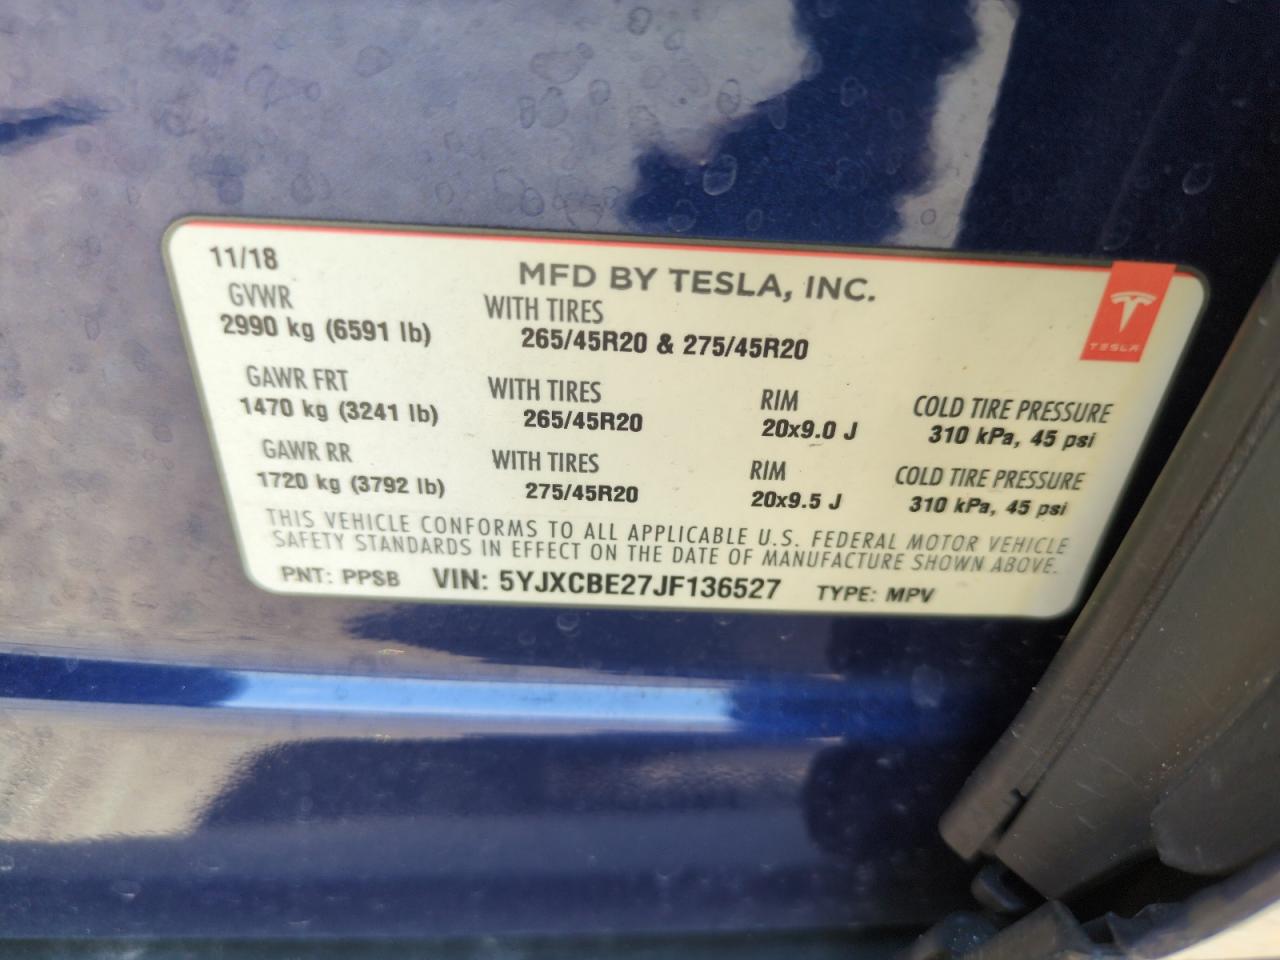 11/18
MFD BY TESLA, INC.
GVWR
2990 kg (6591 lb)
WITH TIRES
265/45R20 & 275/45R20
TESLA
GAWR FRT
1470 kg (3241 lb)
WITH TIRES
265/45R20
RIM
20x9.0 J
COLD TIRE PRESSURE
310 kPa, 45 psi
GAWR RR
1720 kg (3792 lb)
WITH TIRES
275/45R20
RIM
20x9.5 J
COLD TIRE PRESSURE
310 kPa, 45 psi
THIS VEHICLE CONFORMS TO ALL APPLICABLE U.S. FEDERAL MOTOR VEHICLE
SAFETY STANDARDS IN EFFECT ON THE DATE OF MANUFACTURE SHOWN ABOVE.
PNT: PPSB VIN: 5YJXCBE27JF136527 TYPE: MPV